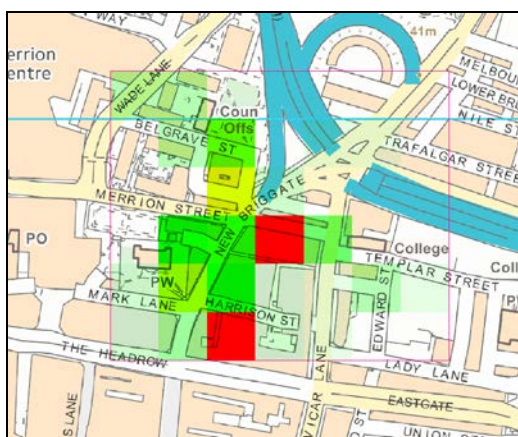 WAY
41m
errion
entre
WADE LANE
MELBOU
LOWER BR
NILE ST
Coun
Offs
BELGRAVE ST
TRAFALGAR STREET
MERRION STREET
NEW BRIGGATE
PO
College
TEMPLAR STREET
Coll
PW
P
MARK LANE
HARRISON ST
EDWARD ST
THE HEADROW
VICAR LANE
LADY LANE
EASTGATE
S LANE
ST
UNION S